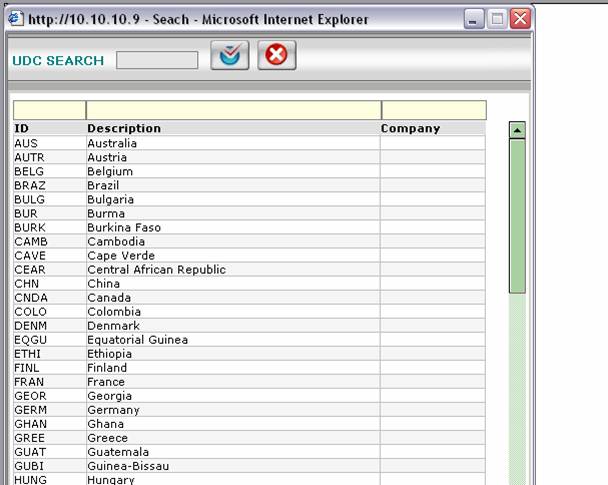 http://10.10.10.9 - Seach - Microsoft Internet Explorer
UDC SEARCH
ID Description Company
AUS Australia
AUTR Austria
BELG Belgium
BRAZ Brazil
BULG Bulgaria
BUR Burma
BURK Burkina Faso
CAMB Cambodia
CAVE Cape Verde
CEAR Central African Republic
CHN China
CNDA Canada
COLO Colombia
DENM Denmark
EQGU Equatorial Guinea
ETHI Ethiopia
FINL Finland
FRAN France
GEOR Georgia
GERM Germany
GHAN Ghana
GREE Greece
GUAT Guatemala
GUBI Guinea-Bissau
HUNG Hungary